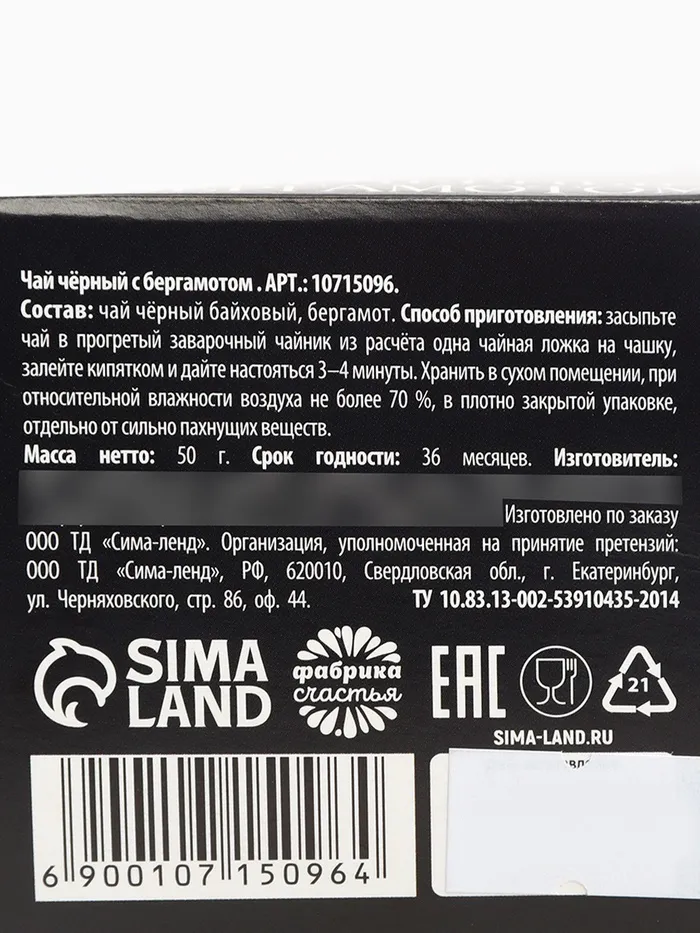 Чай чёрный с бергамотом . АРТ.: 10715096.
Состав: чай чёрный байховый, бергамот. Способ приготовления: засыпьте
чай в прогретый заварочный чайник из расчёта одна чайная ложка на чашку,
залейте кипятком и дайте настояться 3–4 минуты. Хранить в сухом помещении, при
относительной влажности воздуха не более 70 %, в плотно закрытой упаковке,
отдельно от сильно пахнущих веществ.
Масса нетто: 50 г. Срок годности: 36 месяцев. Изготовитель:
Изготовлено по заказу
ООО ТД «Сима-ленд». Организация, уполномоченная на принятие претензий:
ООО ТД «Сима-ленд», РФ, 620010, Свердловская обл., г. Екатеринбург,
ул. Черняховского, стр. 86, оф. 44. ТУ 10.83.13-002-53910435-2014
SIMA
LAND
фабрика
счастья
EAC
21
SIMA-LAND.RU
6 900107 150964